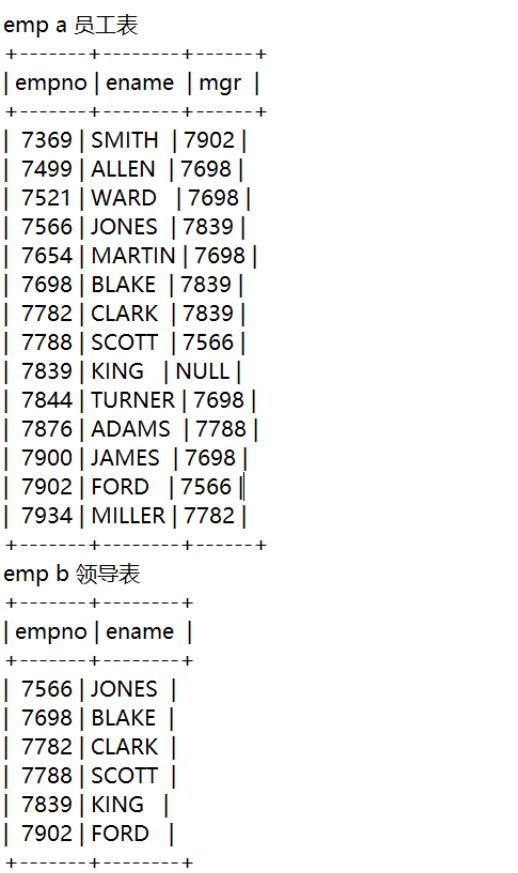 emp a 员工表
+-------+--------+------+
| empno | ename  | mgr  |
+-------+--------+------+
|  7369 | SMITH  | 7902 |
|  7499 | ALLEN  | 7698 |
|  7521 | WARD   | 7698 |
|  7566 | JONES  | 7839 |
|  7654 | MARTIN | 7698 |
|  7698 | BLAKE  | 7839 |
|  7782 | CLARK  | 7839 |
|  7788 | SCOTT  | 7566 |
|  7839 | KING   | NULL |
|  7844 | TURNER | 7698 |
|  7876 | ADAMS  | 7788 |
|  7900 | JAMES  | 7698 |
|  7902 | FORD   | 7566 |
|  7934 | MILLER | 7782 |
+-------+--------+------+
emp b 领导表
+-------+--------+
| empno | ename  |
+-------+--------+
|  7566 | JONES  |
|  7698 | BLAKE  |
|  7782 | CLARK  |
|  7788 | SCOTT  |
|  7839 | KING   |
|  7902 | FORD   |
+-------+--------+